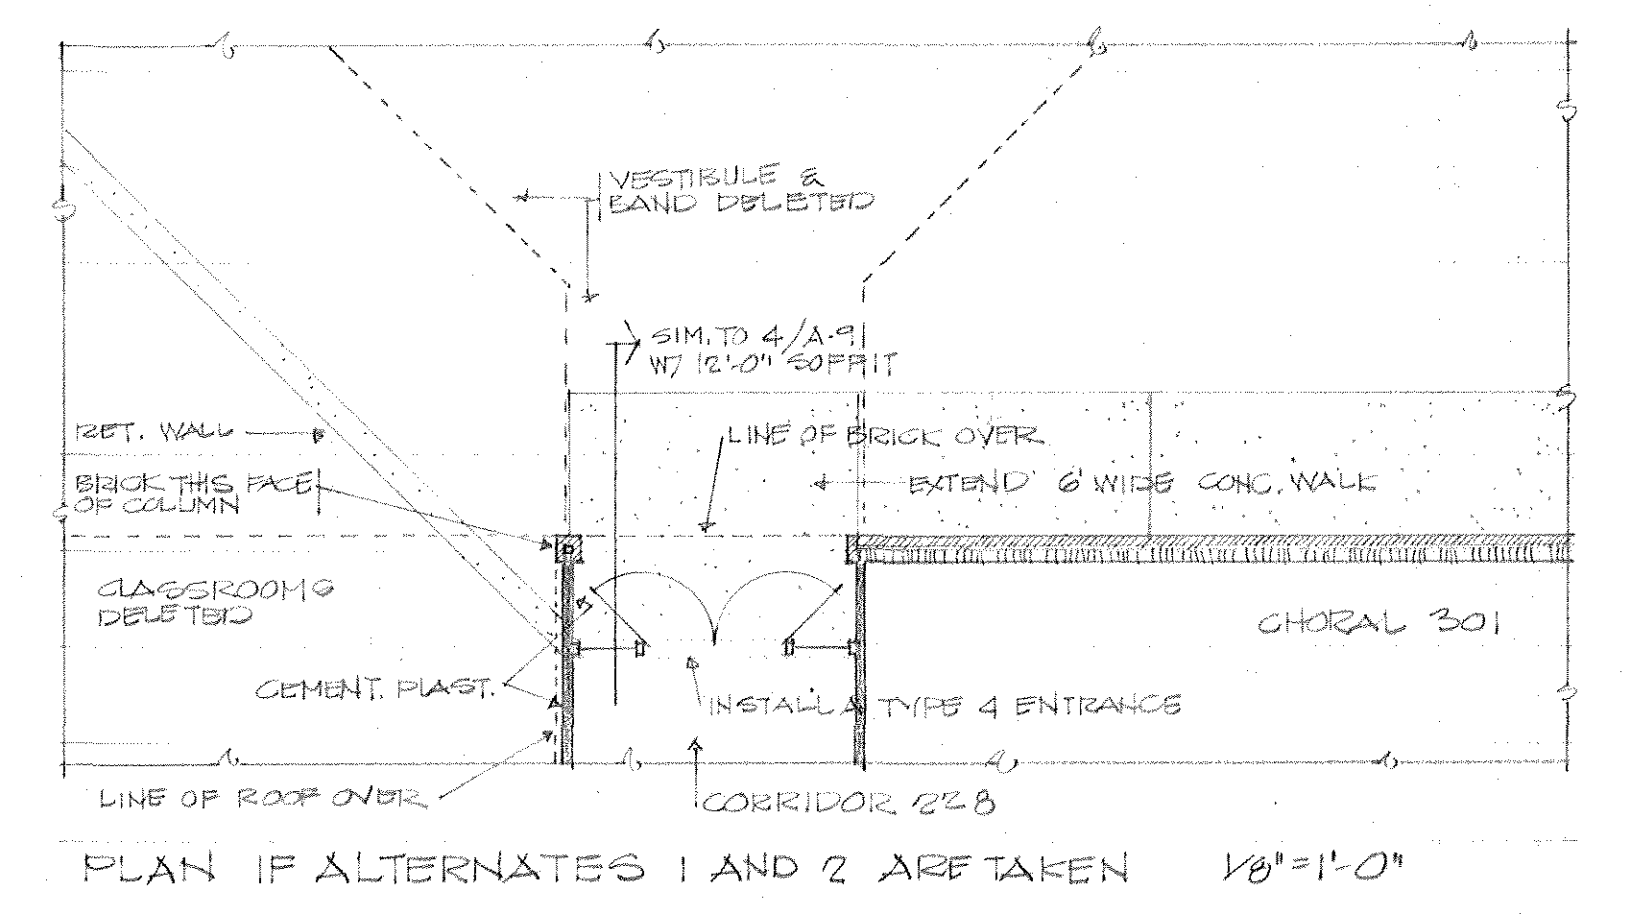 VESTIBULE &
BAND DELETED
SIM. TO 4/A-9
W/ 12'-0" SOFFIT
RET. WALL
LINE OF BRICK OVER
BRICK THIS FACE
OF COLUMN
EXTEND 6' WIDE CONC. WALK
CLASSROOMS
DELETED
CHORAL 301
CEMENT. PLAST.
INSTALL A TYPE 4 ENTRANCE
LINE OF ROOF OVER
CORRIDOR 228
PLAN IF ALTERNATES 1 AND 2 ARE TAKEN 1/8" = 1'-0"